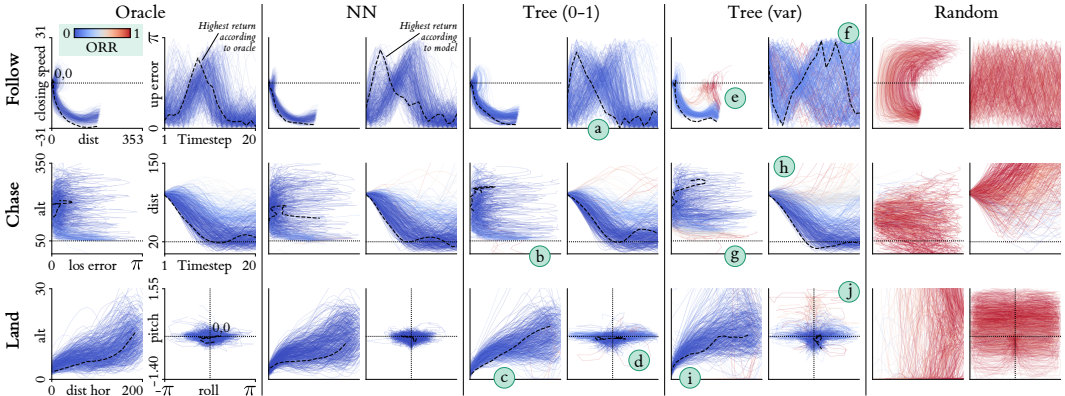 Oracle NN Tree (0–1) Tree (var) Random
Follow
−31 closing speed 31
0 1
ORR
0,0
0 dist 353
Highest return
according
to oracle
0 up error π
1 Timestep 20
Highest return
according
to model
a
e
f
Chase
50 alt 350
0 los error π
20 dist 150
1 Timestep 20
b
g
h
Land
0 alt 30
0 dist hor 200
−1.40 pitch 1.55
0,0
−π roll π
c
d
i
j